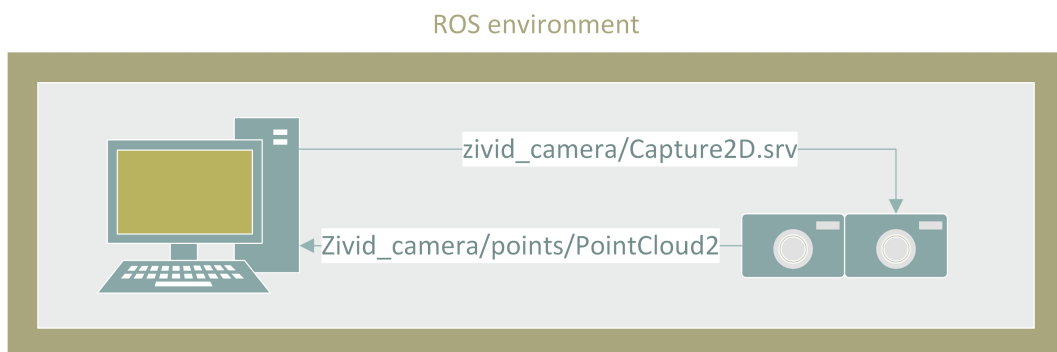 ROS environment
zivid_camera/Capture2D.srv
Zivid_camera/points/PointCloud2